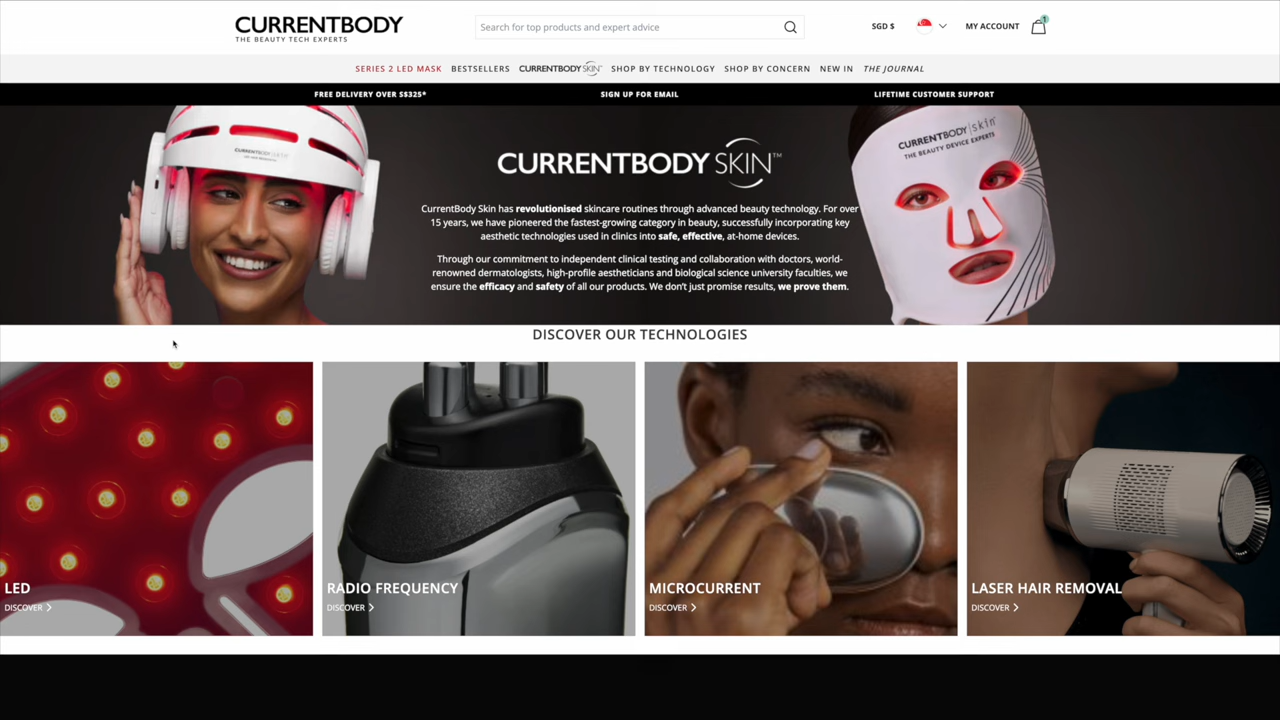 CURRENTBODY
THE BEAUTY TECH EXPERTS
Search for top products and expert advice
SGD $
MY ACCOUNT
1
SERIES 2 LED MASK
BESTSELLERS
CURRENTBODY SKIN™
SHOP BY TECHNOLOGY
SHOP BY CONCERN
NEW IN
THE JOURNAL
FREE DELIVERY OVER S$325*
SIGN UP FOR EMAIL
LIFETIME CUSTOMER SUPPORT
CURRENTBODY SKIN™
CurrentBody Skin has revolutionised skincare routines through advanced beauty technology. For over
15 years, we have pioneered the fastest-growing category in beauty, successfully incorporating key
aesthetic technologies used in clinics into safe, effective, at-home devices.
Through our commitment to independent clinical testing and collaboration with doctors, world-
renowned dermatologists, high-profile aestheticians and biological science university faculties, we
ensure the efficacy and safety of all our products. We don't just promise results, we prove them.
CURRENTBODY|skin™
THE BEAUTY DEVICE EXPERTS
DISCOVER OUR TECHNOLOGIES
LED
DISCOVER >
RADIO FREQUENCY
DISCOVER >
MICROCURRENT
DISCOVER >
LASER HAIR REMOVAL
DISCOVER >